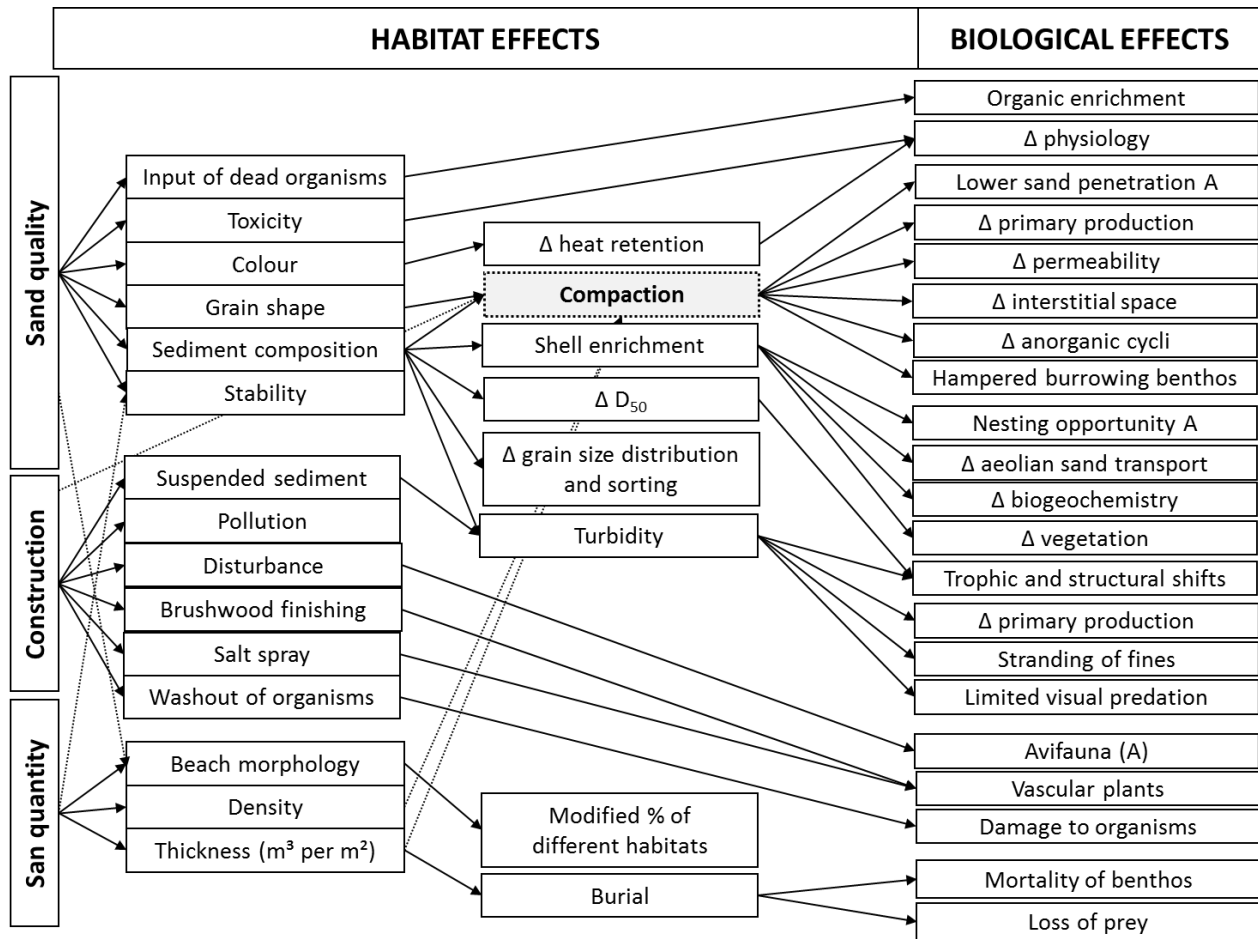 HABITAT EFFECTS
BIOLOGICAL EFFECTS
Sand quality
Construction
San quantity
Input of dead organisms
Toxicity
Colour
Grain shape
Sediment composition
Stability
Suspended sediment
Pollution
Disturbance
Brushwood finishing
Salt spray
Washout of organisms
Beach morphology
Density
Thickness (m³ per m²)
Δ heat retention
Compaction
Shell enrichment
Δ D₅₀
Δ grain size distribution
and sorting
Turbidity
Modified % of
different habitats
Burial
Organic enrichment
Δ physiology
Lower sand penetration A
Δ primary production
Δ permeability
Δ interstitial space
Δ anorganic cycli
Hampered burrowing benthos
Nesting opportunity A
Δ aeolian sand transport
Δ biogeochemistry
Δ vegetation
Trophic and structural shifts
Δ primary production
Stranding of fines
Limited visual predation
Avifauna (A)
Vascular plants
Damage to organisms
Mortality of benthos
Loss of prey